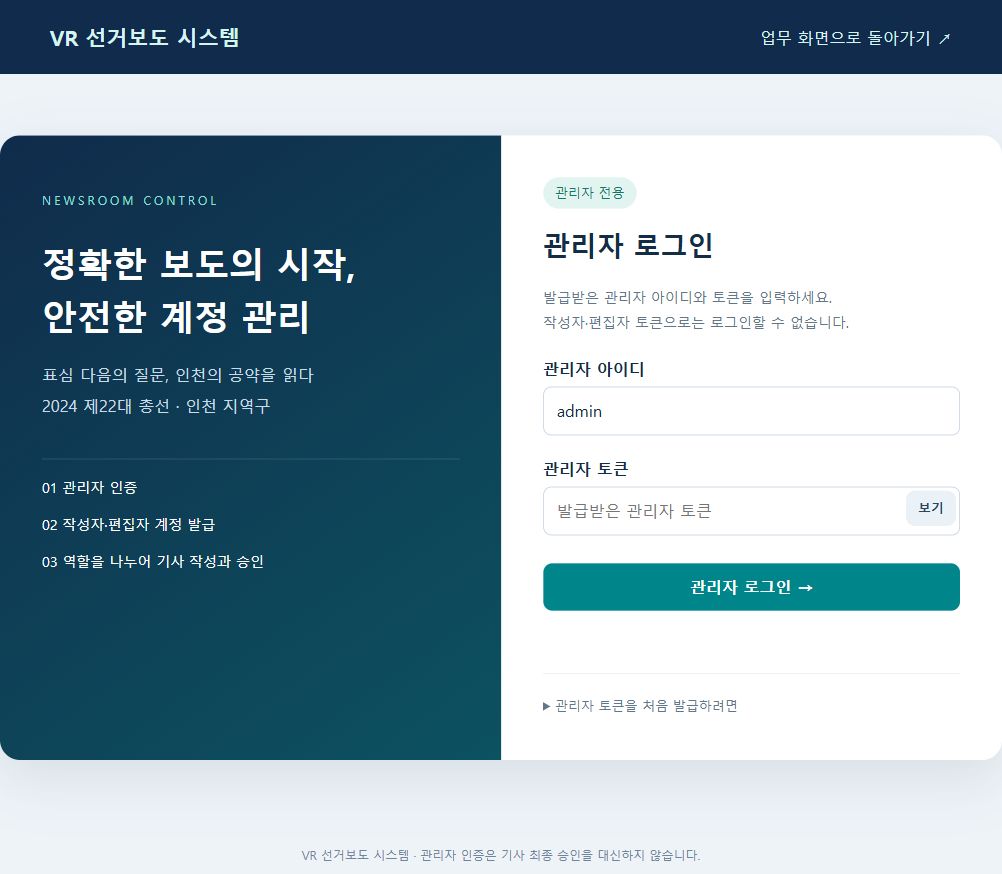 VR 선거보도 시스템
업무 화면으로 돌아가기 ↗
NEWSROOM CONTROL
정확한 보도의 시작,
안전한 계정 관리
표심 다음의 질문, 인천의 공약을 읽다
2024 제22대 총선 · 인천 지역구
01 관리자 인증
02 작성자·편집자 계정 발급
03 역할을 나누어 기사 작성과 승인
관리자 전용
관리자 로그인
발급받은 관리자 아이디와 토큰을 입력하세요.
작성자·편집자 토큰으로는 로그인할 수 없습니다.
관리자 아이디
admin
관리자 토큰
발급받은 관리자 토큰
보기
관리자 로그인 →
▶ 관리자 토큰을 처음 발급하려면
VR 선거보도 시스템 · 관리자 인증은 기사 최종 승인을 대신하지 않습니다.